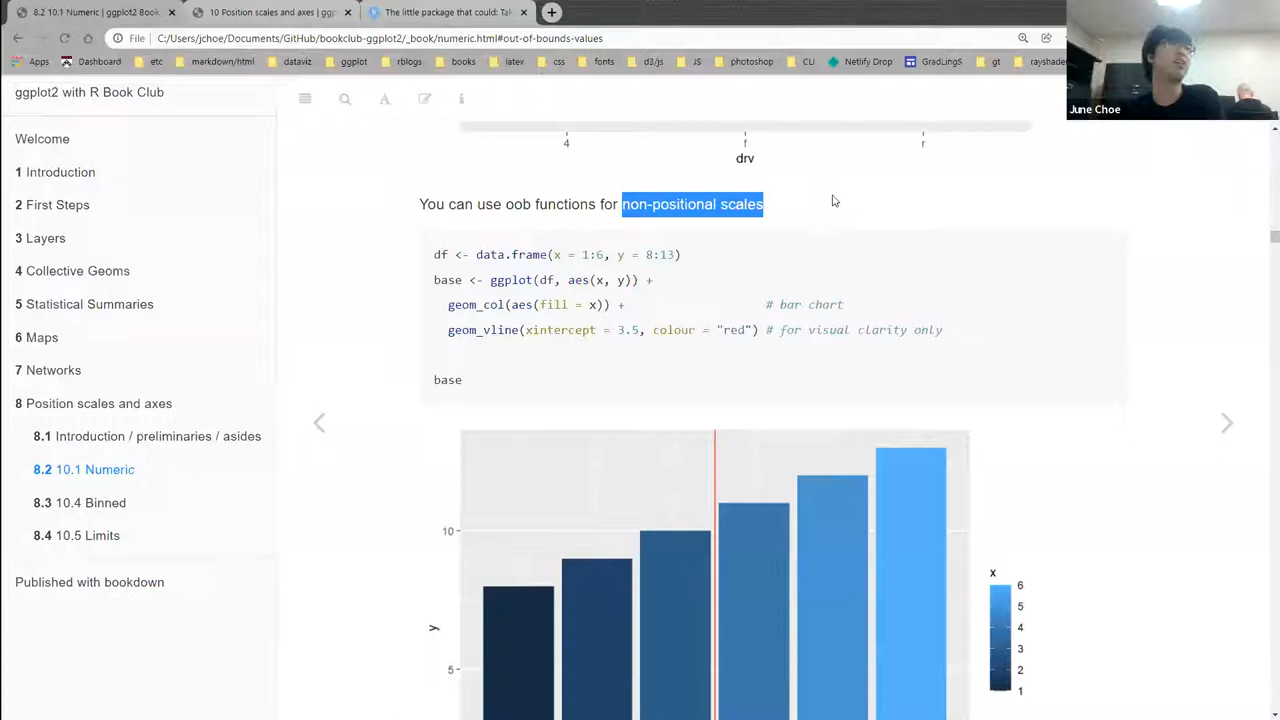 8.2 10.1 Numeric | ggplot2 Book
10 Position scales and axes | gg
The little package that could: Tak
File C:/Users/jchoe/Documents/GitHub/bookclub-ggplot2/_book/numeric.html#out-of-bounds-values
Apps Dashboard etc markdown/html dataviz ggplot rblogs books latex css fonts d3/js JS photoshop CLI Netlify Drop GradLingS gt rayshader
June Choe
ggplot2 with R Book Club
Welcome
1 Introduction
2 First Steps
3 Layers
4 Collective Geoms
5 Statistical Summaries
6 Maps
7 Networks
8 Position scales and axes
8.1 Introduction / preliminaries / asides
8.2 10.1 Numeric
8.3 10.4 Binned
8.4 10.5 Limits
Published with bookdown
4 f r
drv
You can use oob functions for non-positional scales
df <- data.frame(x = 1:6, y = 8:13)
base <- ggplot(df, aes(x, y)) +
geom_col(aes(fill = x)) + # bar chart
geom_vline(xintercept = 3.5, colour = "red") # for visual clarity only
base
10
y
5
x
6
5
4
3
2
1